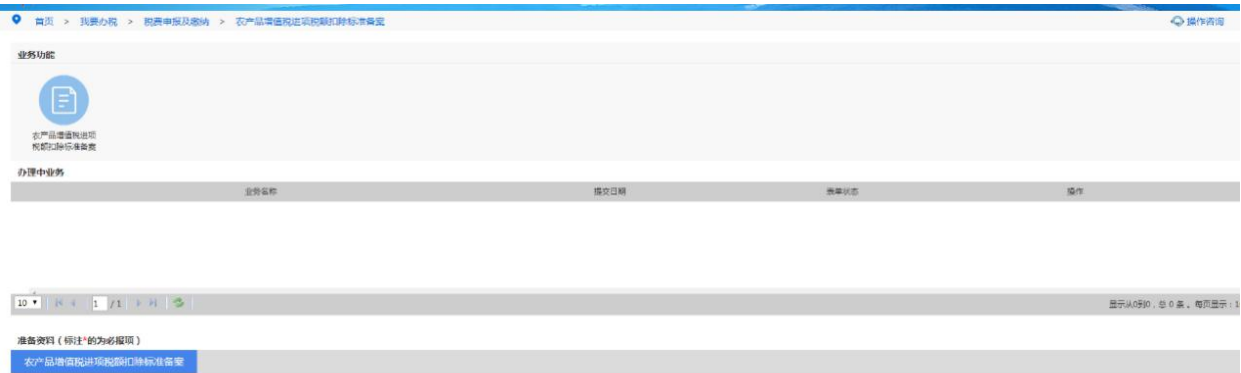 首页 > 我要办税 > 税费申报及缴纳 > 农产品增值税进项税额扣除标准备案 操作咨询
业务功能
农产品增值税进项
税额扣除标准备案
办理中业务
业务名称 提交日期 表单状态 操作
10 1 /1 显示从0到0，总 0 条。每页显示：1
准备资料（标注*的为必报项）
农产品增值税进项税额扣除标准备案